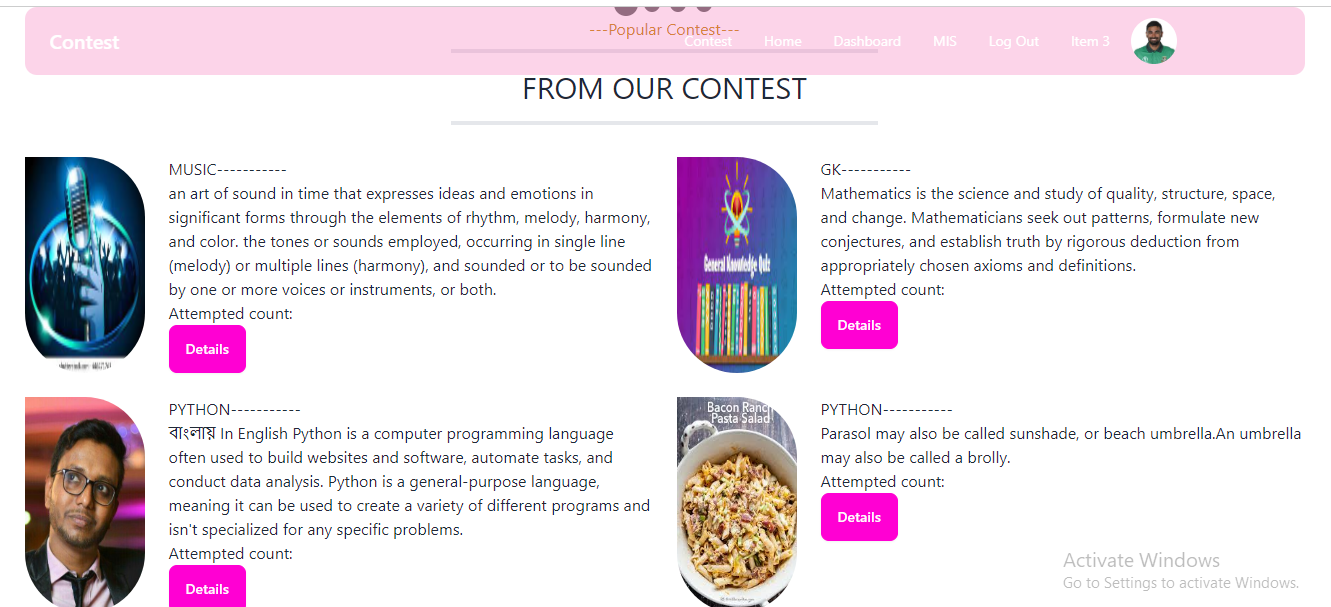 ---Popular Contest---
Contest
Contest Home Dashboard MIS Log Out Item 3
FROM OUR CONTEST
MUSIC-----------
an art of sound in time that expresses ideas and emotions in
significant forms through the elements of rhythm, melody, harmony,
and color. the tones or sounds employed, occurring in single line
(melody) or multiple lines (harmony), and sounded or to be sounded
by one or more voices or instruments, or both.
Attempted count:
Details
General Knowledge Quiz
GK-----------
Mathematics is the science and study of quality, structure, space,
and change. Mathematicians seek out patterns, formulate new
conjectures, and establish truth by rigorous deduction from
appropriately chosen axioms and definitions.
Attempted count:
Details
PYTHON-----------
বাংলায় In English Python is a computer programming language
often used to build websites and software, automate tasks, and
conduct data analysis. Python is a general-purpose language,
meaning it can be used to create a variety of different programs and
isn't specialized for any specific problems.
Attempted count:
Details
Bacon Ranch
Pasta Salad
PYTHON-----------
Parasol may also be called sunshade, or beach umbrella.An umbrella
may also be called a brolly.
Attempted count:
Details
Activate Windows
Go to Settings to activate Windows.